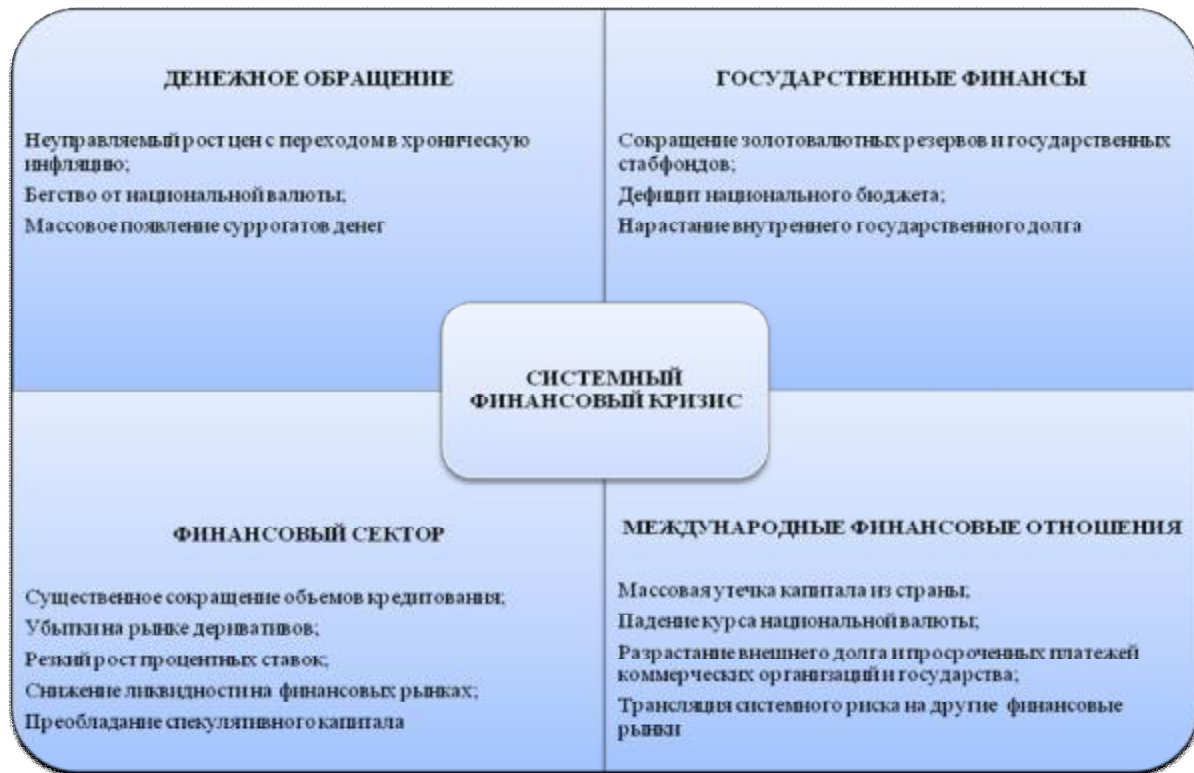 ДЕНЕЖНОЕ ОБРАЩЕНИЕ
Неуправляемый рост цен с переходом в хроническую
инфляцию;
Бегство от национальной валюты;
Массовое появление суррогатов денег
ГОСУДАРСТВЕННЫЕ ФИНАНСЫ
Сокращение золотовалютных резервов и государственных
стабфондов;
Дефицит национального бюджета;
Нарастание внутреннего государственного долга
СИСТЕМНЫЙ
ФИНАНСОВЫЙ КРИЗИС
ФИНАНСОВЫЙ СЕКТОР
Существенное сокращение объемов кредитования;
Убытки на рынке деривативов;
Резкий рост процентных ставок;
Снижение ликвидности на финансовых рынках;
Преобладание спекулятивного капитала
МЕЖДУНАРОДНЫЕ ФИНАНСОВЫЕ ОТНОШЕНИЯ
Массовая утечка капитала из страны;
Падение курса национальной валюты;
Разрастание внешнего долга и просроченных платежей
коммерческих организаций и государства;
Трансляция системного риска на другие финансовые
рынки